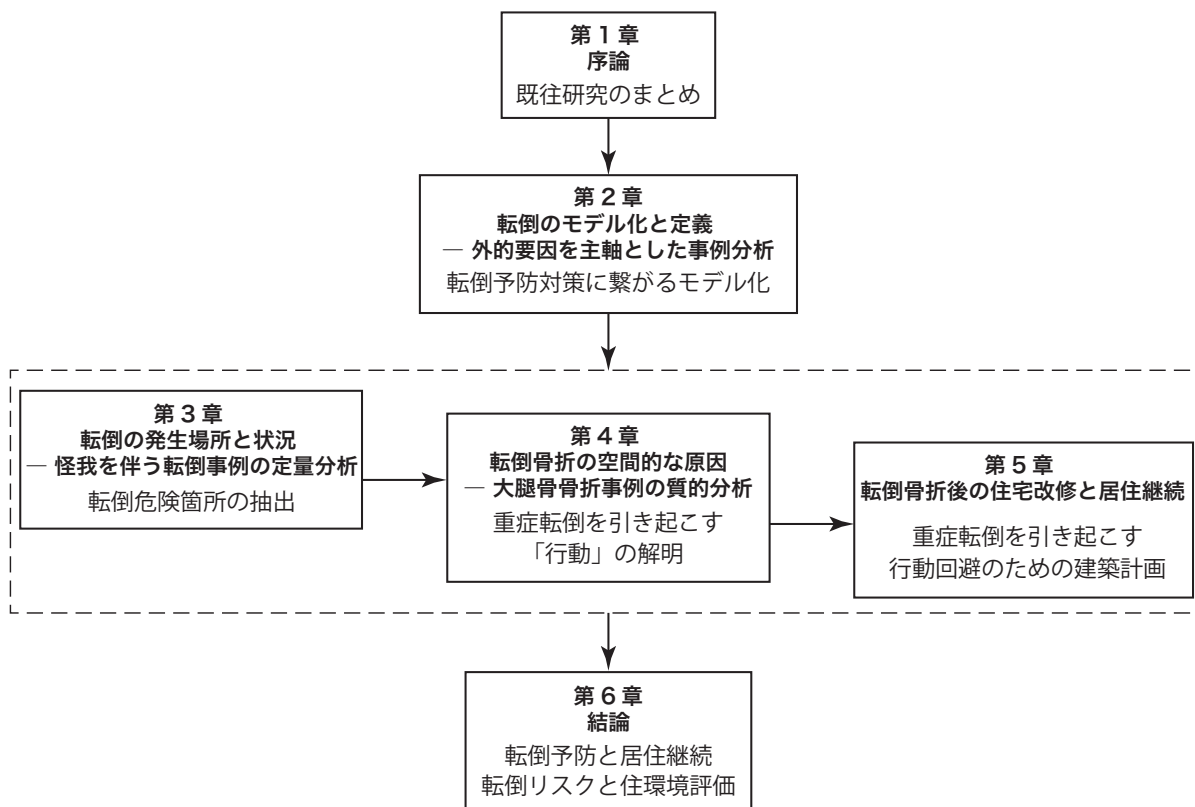 第1章
序論
既往研究のまとめ
第2章
転倒のモデル化と定義
― 外的要因を主軸とした事例分析
転倒予防対策に繋がるモデル化
第3章
転倒の発生場所と状況
― 怪我を伴う転倒事例の定量分析
転倒危険箇所の抽出
第4章
転倒骨折の空間的な原因
― 大腿骨骨折事例の質的分析
重症転倒を引き起こす
「行動」の解明
第5章
転倒骨折後の住宅改修と居住継続
重症転倒を引き起こす
行動回避のための建築計画
第6章
結論
転倒予防と居住継続
転倒リスクと住環境評価